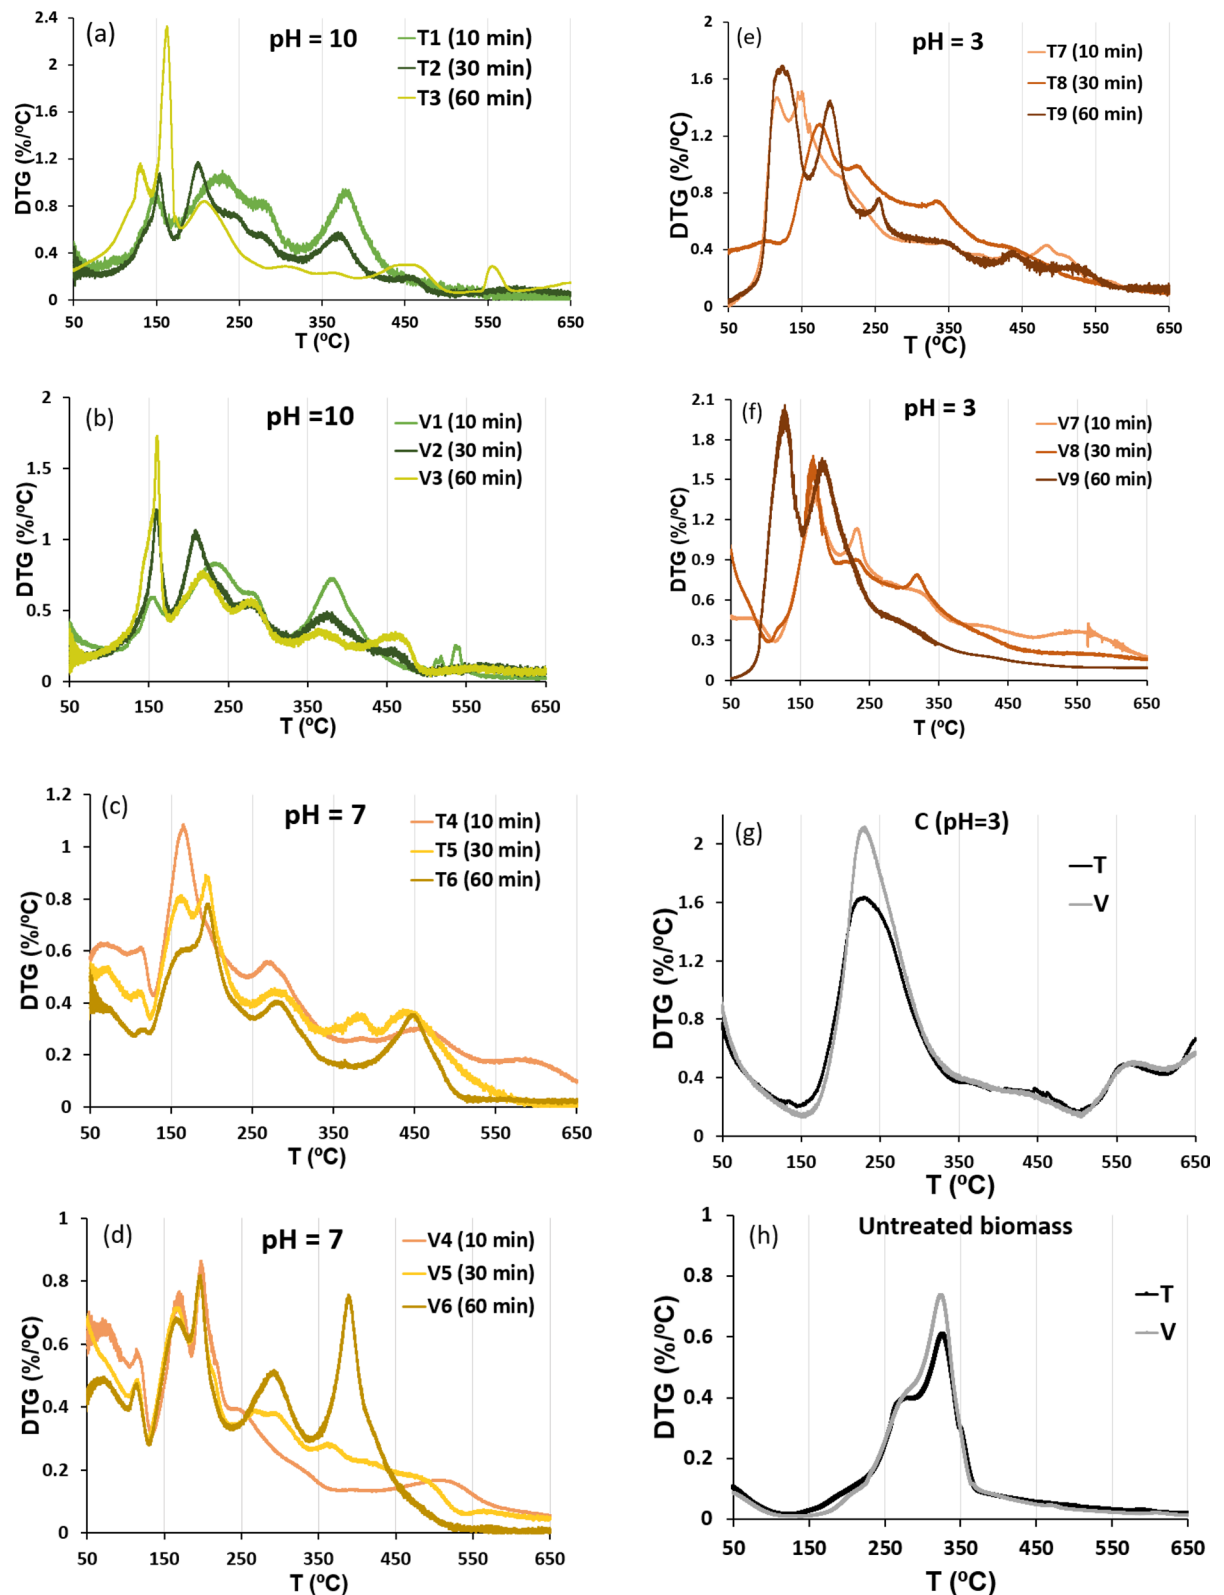 (a)
pH = 10
T1 (10 min)
T2 (30 min)
T3 (60 min)
DTG (%/ºC)
2.4
2
1.6
1.2
0.8
0.4
0
50 150 250 350 450 550 650
T (ºC)
(e)
pH = 3
T7 (10 min)
T8 (30 min)
T9 (60 min)
DTG (%/ºC)
2
1.6
1.2
0.8
0.4
0
50 150 250 350 450 550 650
T (ºC)
(b)
pH =10
V1 (10 min)
V2 (30 min)
V3 (60 min)
DTG (%/ºC)
2
1.5
1
0.5
0
50 150 250 350 450 550 650
T (ºC)
(f)
pH = 3
V7 (10 min)
V8 (30 min)
V9 (60 min)
DTG (%/ºC)
2.1
1.8
1.5
1.2
0.9
0.6
0.3
0
50 150 250 350 450 550 650
T (ºC)
(c)
pH = 7
T4 (10 min)
T5 (30 min)
T6 (60 min)
DTG (%/ºC)
1.2
1
0.8
0.6
0.4
0.2
0
50 150 250 350 450 550 650
T (ºC)
(g)
C (pH=3)
T
V
DTG (%/ºC)
2
1.6
1.2
0.8
0.4
0
50 150 250 350 450 550 650
T (ºC)
(d)
pH = 7
V4 (10 min)
V5 (30 min)
V6 (60 min)
DTG (%/ºC)
1
0.8
0.6
0.4
0.2
0
50 150 250 350 450 550 650
T (ºC)
(h)
Untreated biomass
T
V
DTG (%/ºC)
1
0.8
0.6
0.4
0.2
0
50 150 250 350 450 550 650
T (ºC)